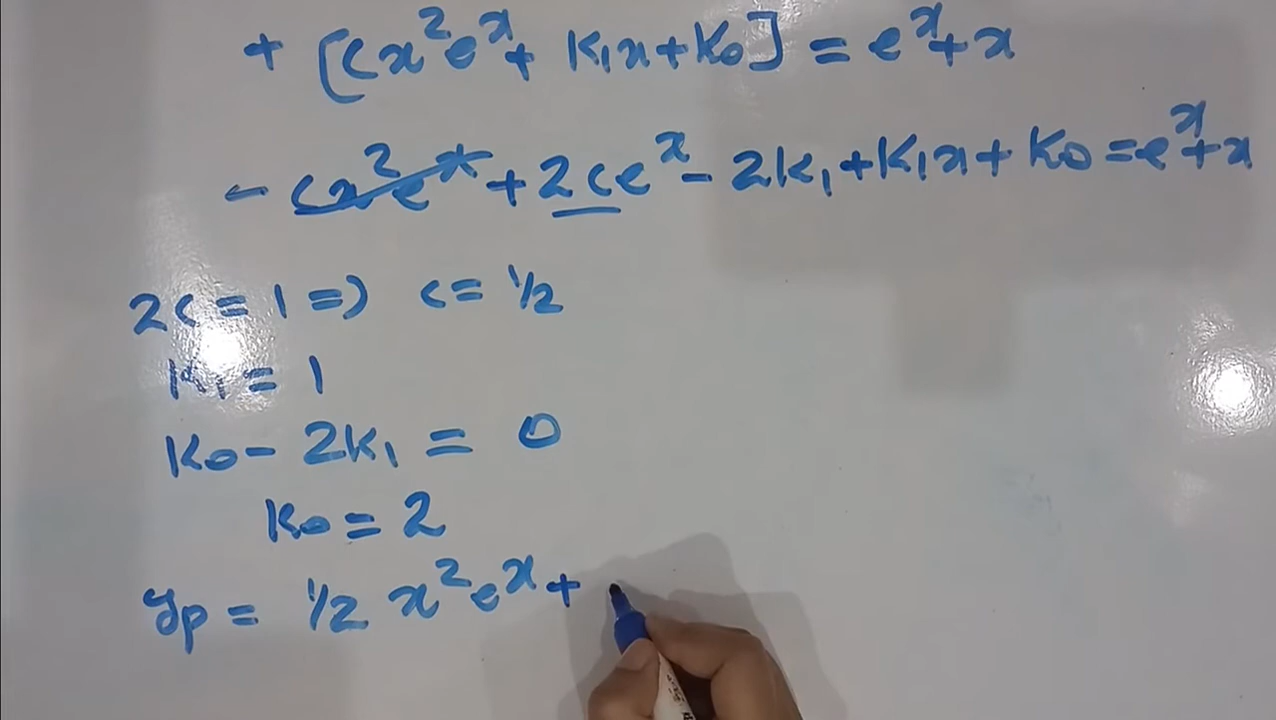 + [Cx²eˣ + K₁x + K₀] = eˣ + x
- Cx²eˣ + 2Ceˣ - 2K₁ + K₁x + K₀ = eˣ + x
2C = 1 => C = 1/2
K₁ = 1
K₀ - 2K₁ = 0
K₀ = 2
yp = 1/2 x²eˣ +